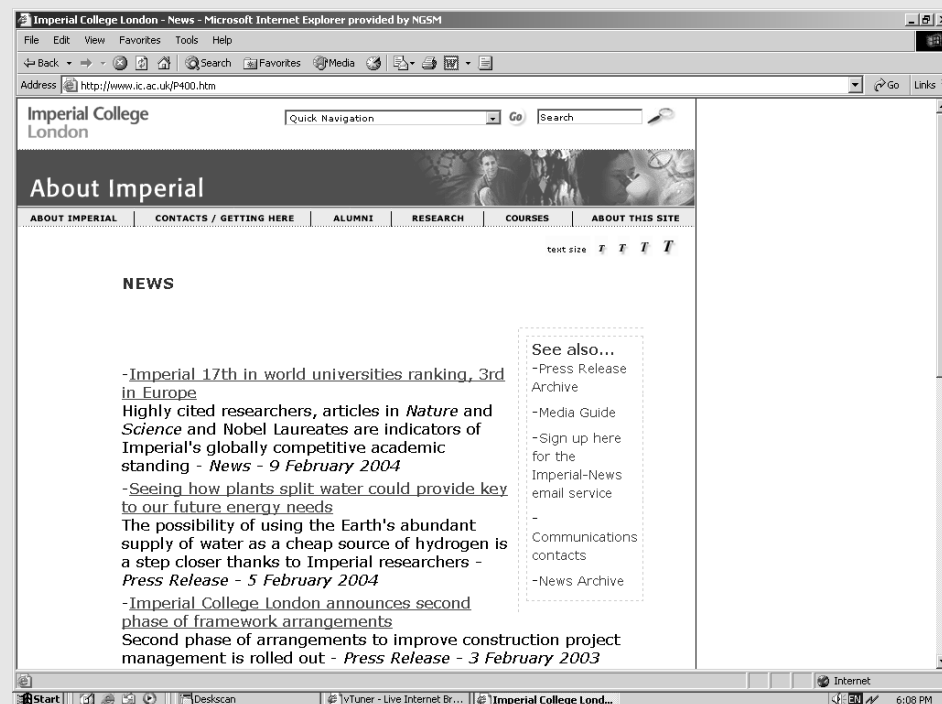 Imperial College London - News - Microsoft Internet Explorer provided by NGSM
File Edit View Favorites Tools Help
Back Search Favorites Media
Address http://www.ic.ac.uk/P400.htm Go Links
Imperial College
London
Quick Navigation Go Search
About Imperial
ABOUT IMPERIAL CONTACTS / GETTING HERE ALUMNI RESEARCH COURSES ABOUT THIS SITE
text size T T T T
NEWS
-Imperial 17th in world universities ranking, 3rd
in Europe
Highly cited researchers, articles in Nature and
Science and Nobel Laureates are indicators of
Imperial's globally competitive academic
standing - News - 9 February 2004
-Seeing how plants split water could provide key
to our future energy needs
The possibility of using the Earth's abundant
supply of water as a cheap source of hydrogen is
a step closer thanks to Imperial researchers -
Press Release - 5 February 2004
-Imperial College London announces second
phase of framework arrangements
Second phase of arrangements to improve construction project
management is rolled out - Press Release - 3 February 2003
See also...
-Press Release
Archive
-Media Guide
-Sign up here
for the
Imperial-News
email service
-
Communications
contacts
-News Archive
Internet
Start Deskscan vTuner - Live Internet Br... Imperial College Lond... EN 6:08 PM